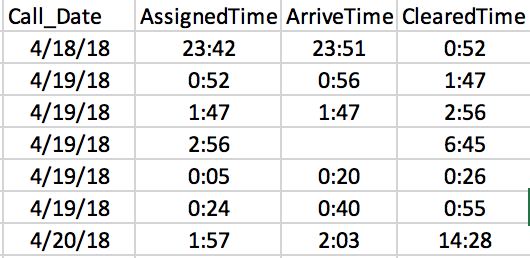 Call_Date AssignedTime ArriveTime ClearedTime
4/18/18 23:42 23:51 0:52
4/19/18 0:52 0:56 1:47
4/19/18 1:47 1:47 2:56
4/19/18 2:56 6:45
4/19/18 0:05 0:20 0:26
4/19/18 0:24 0:40 0:55
4/20/18 1:57 2:03 14:28